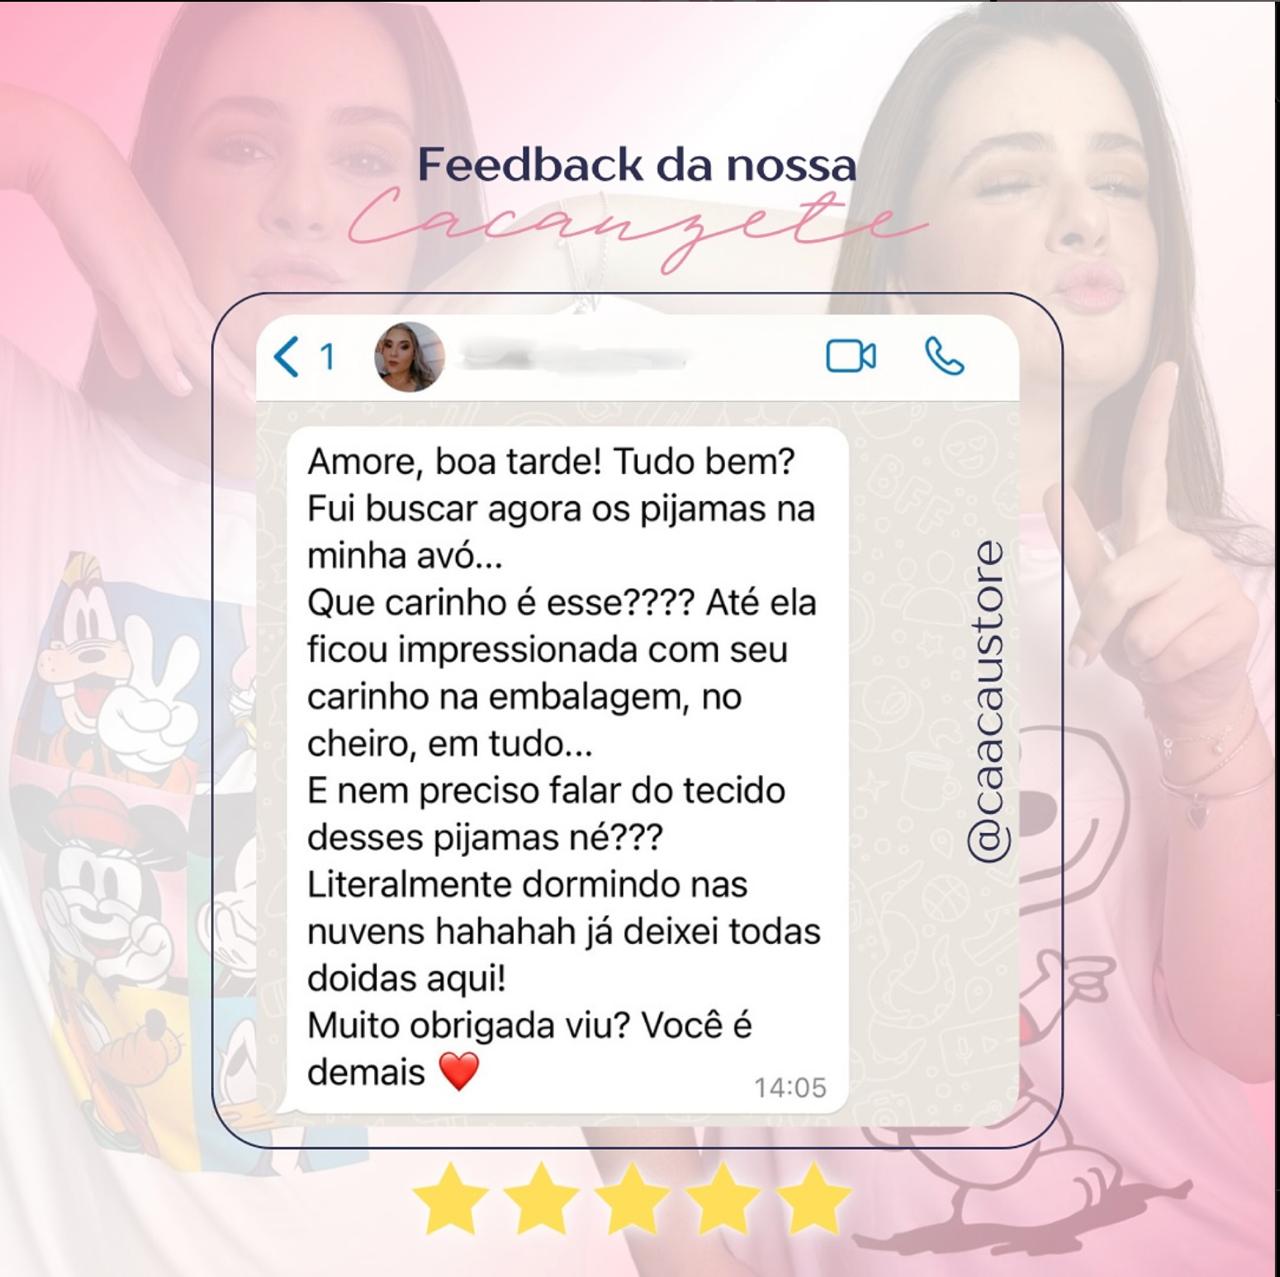 Feedback da nossa
Cacauzete
1
Amore, boa tarde! Tudo bem?
Fui buscar agora os pijamas na
minha avó...
Que carinho é esse???? Até ela
ficou impressionada com seu
carinho na embalagem, no
cheiro, em tudo...
E nem preciso falar do tecido
desses pijamas né???
Literalmente dormindo nas
nuvens hahahah já deixei todas
doidas aqui!
Muito obrigada viu? Você é
demais ❤️
14:05
@caacaustore